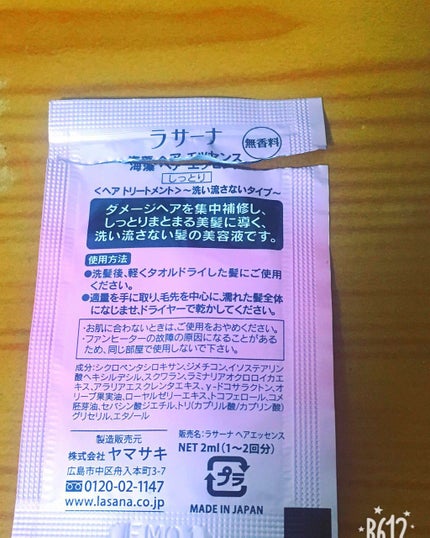 ラサーナ
無香料
海藻 ヘア エッセンス
しっとり
＜ヘア トリートメント＞〜洗い流さないタイプ〜
ダメージヘアを集中補修し、
しっとりまとまる美髪に導く、
洗い流さない髪の美容液です。
使用方法
●洗髪後、軽くタオルドライした髪にご使用
ください。
●適量を手に取り、毛先を中心に、濡れた髪全体
になじませ、ドライヤーで乾かしてください。
・お肌に合わないときは、ご使用をおやめください。
・ファンヒーターの故障の原因になることがある
ため、同じ部屋で使用しないで下さい。
成分:シクロペンタシロキサン、ジメチコン、イソステアリン
酸ヘキシルデシル、スクワラン、ラミナリアオクロロイカエ
キス、アラリアエスクレンタエキス、γ-ドコサラクトン、オ
リーブ果実油、ローヤルゼリーエキス、トコフェロール、コメ
胚芽油、セバシン酸ジエチル、トリ(カプリル酸/カプリン酸)
グリセリル、エタノール
製造販売元
株式会社 ヤマサキ
広島市中区舟入本町3-7
0120-02-1147
www.lasana.co.jp
販売名:ラサーナ ヘアエッセンス
NET 2ml (1〜2回分)
プラ
MADE IN JAPAN
B612